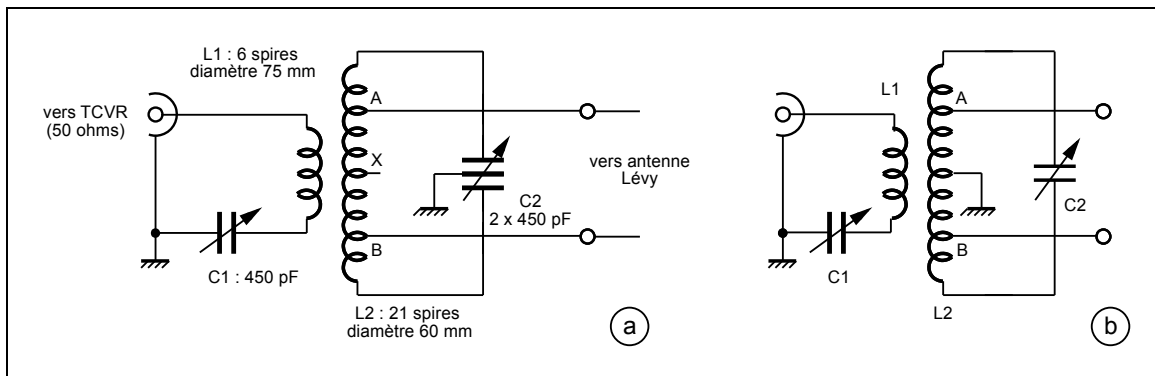 L1 : 6 spires
diamètre 75 mm
vers TCVR
(50 ohms)
A
X
B
C1 : 450 pF
C2
2 x 450 pF
vers antenne
Lévy
L2 : 21 spires
diamètre 60 mm
a
L1
A
B
C1
C2
L2
b